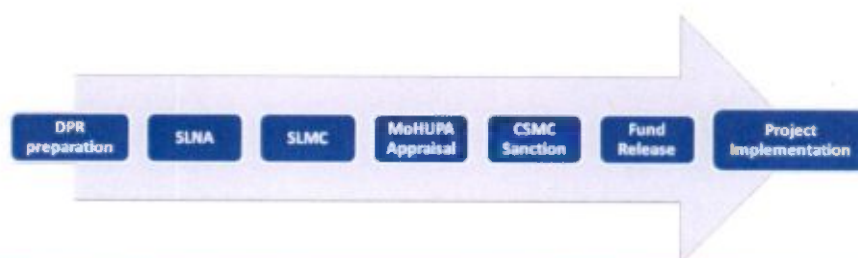 DPR
preparation
SLNA
SLMC
MoHUPA
Appraisal
CSMC
Sanction
Fund
Release
Project
Implementation